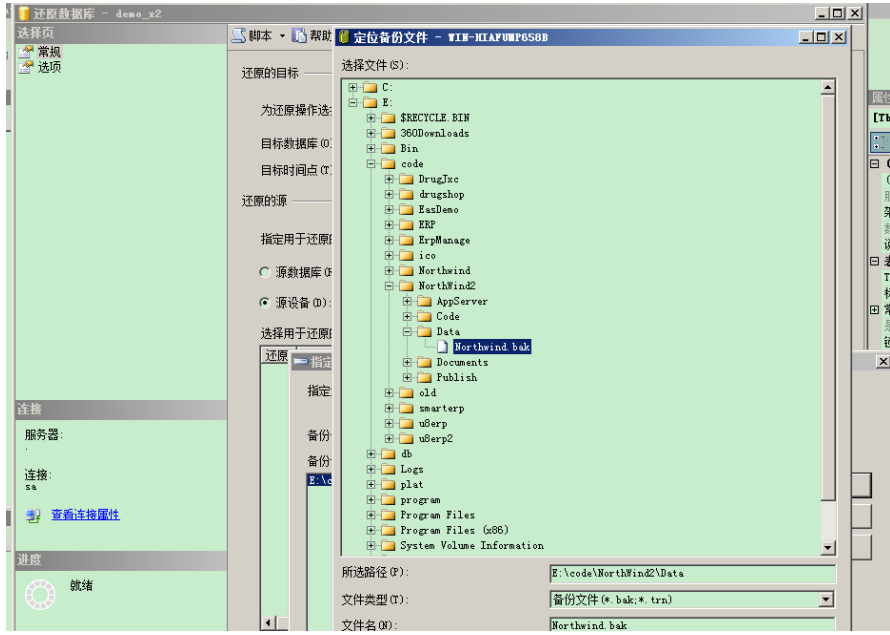 还原数据库 - demo_x2
选择页
常规
选项
脚本
帮助
还原的目标
为还原操作选
目标数据库(O)
目标时间点(T)
还原的源
指定用于还原
源数据库(R
源设备(D):
选择用于还原
还原
指定
指定
备份
备份
E:\c
连接
服务器:
.
连接:
sa
查看连接属性
进度
就绪
定位备份文件 - WIN-HIAFUMP658B
选择文件(S):
C:
E:
$RECYCLE.BIN
360Downloads
Bin
code
DrugJxc
drugshop
EasDemo
ERP
ErpManage
ico
Northwind
NorthWind2
AppServer
Code
Data
Northwind.bak
Documents
Publish
old
smarterp
u8erp
u8erp2
db
Logs
plat
program
Program Files
Program Files (x86)
System Volume Information
所选路径(P):
E:\code\NorthWind2\Data
文件类型(T):
备份文件(*.bak;*.trn)
文件名(N):
Northwind.bak
属性
[Tb